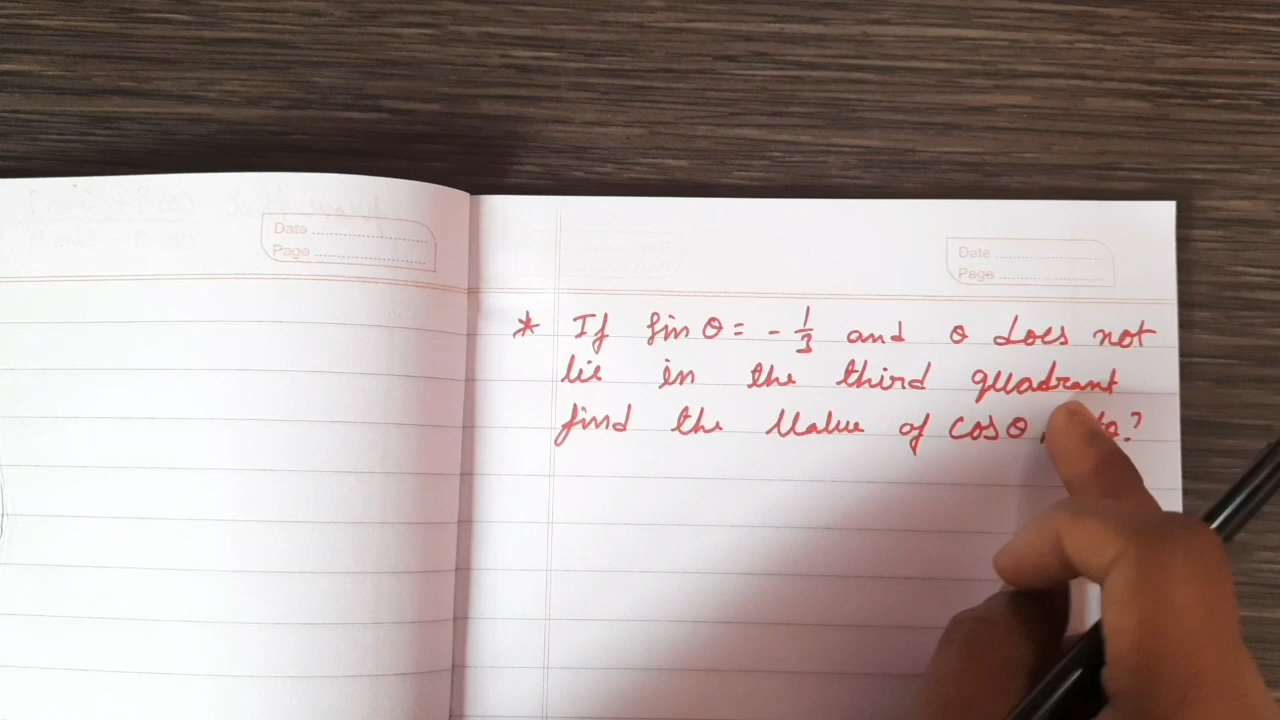 Date
Page
Date
Page
* If sin θ = - 1/3 and θ does not
lie in the third quadrant
find the Value of cos θ,